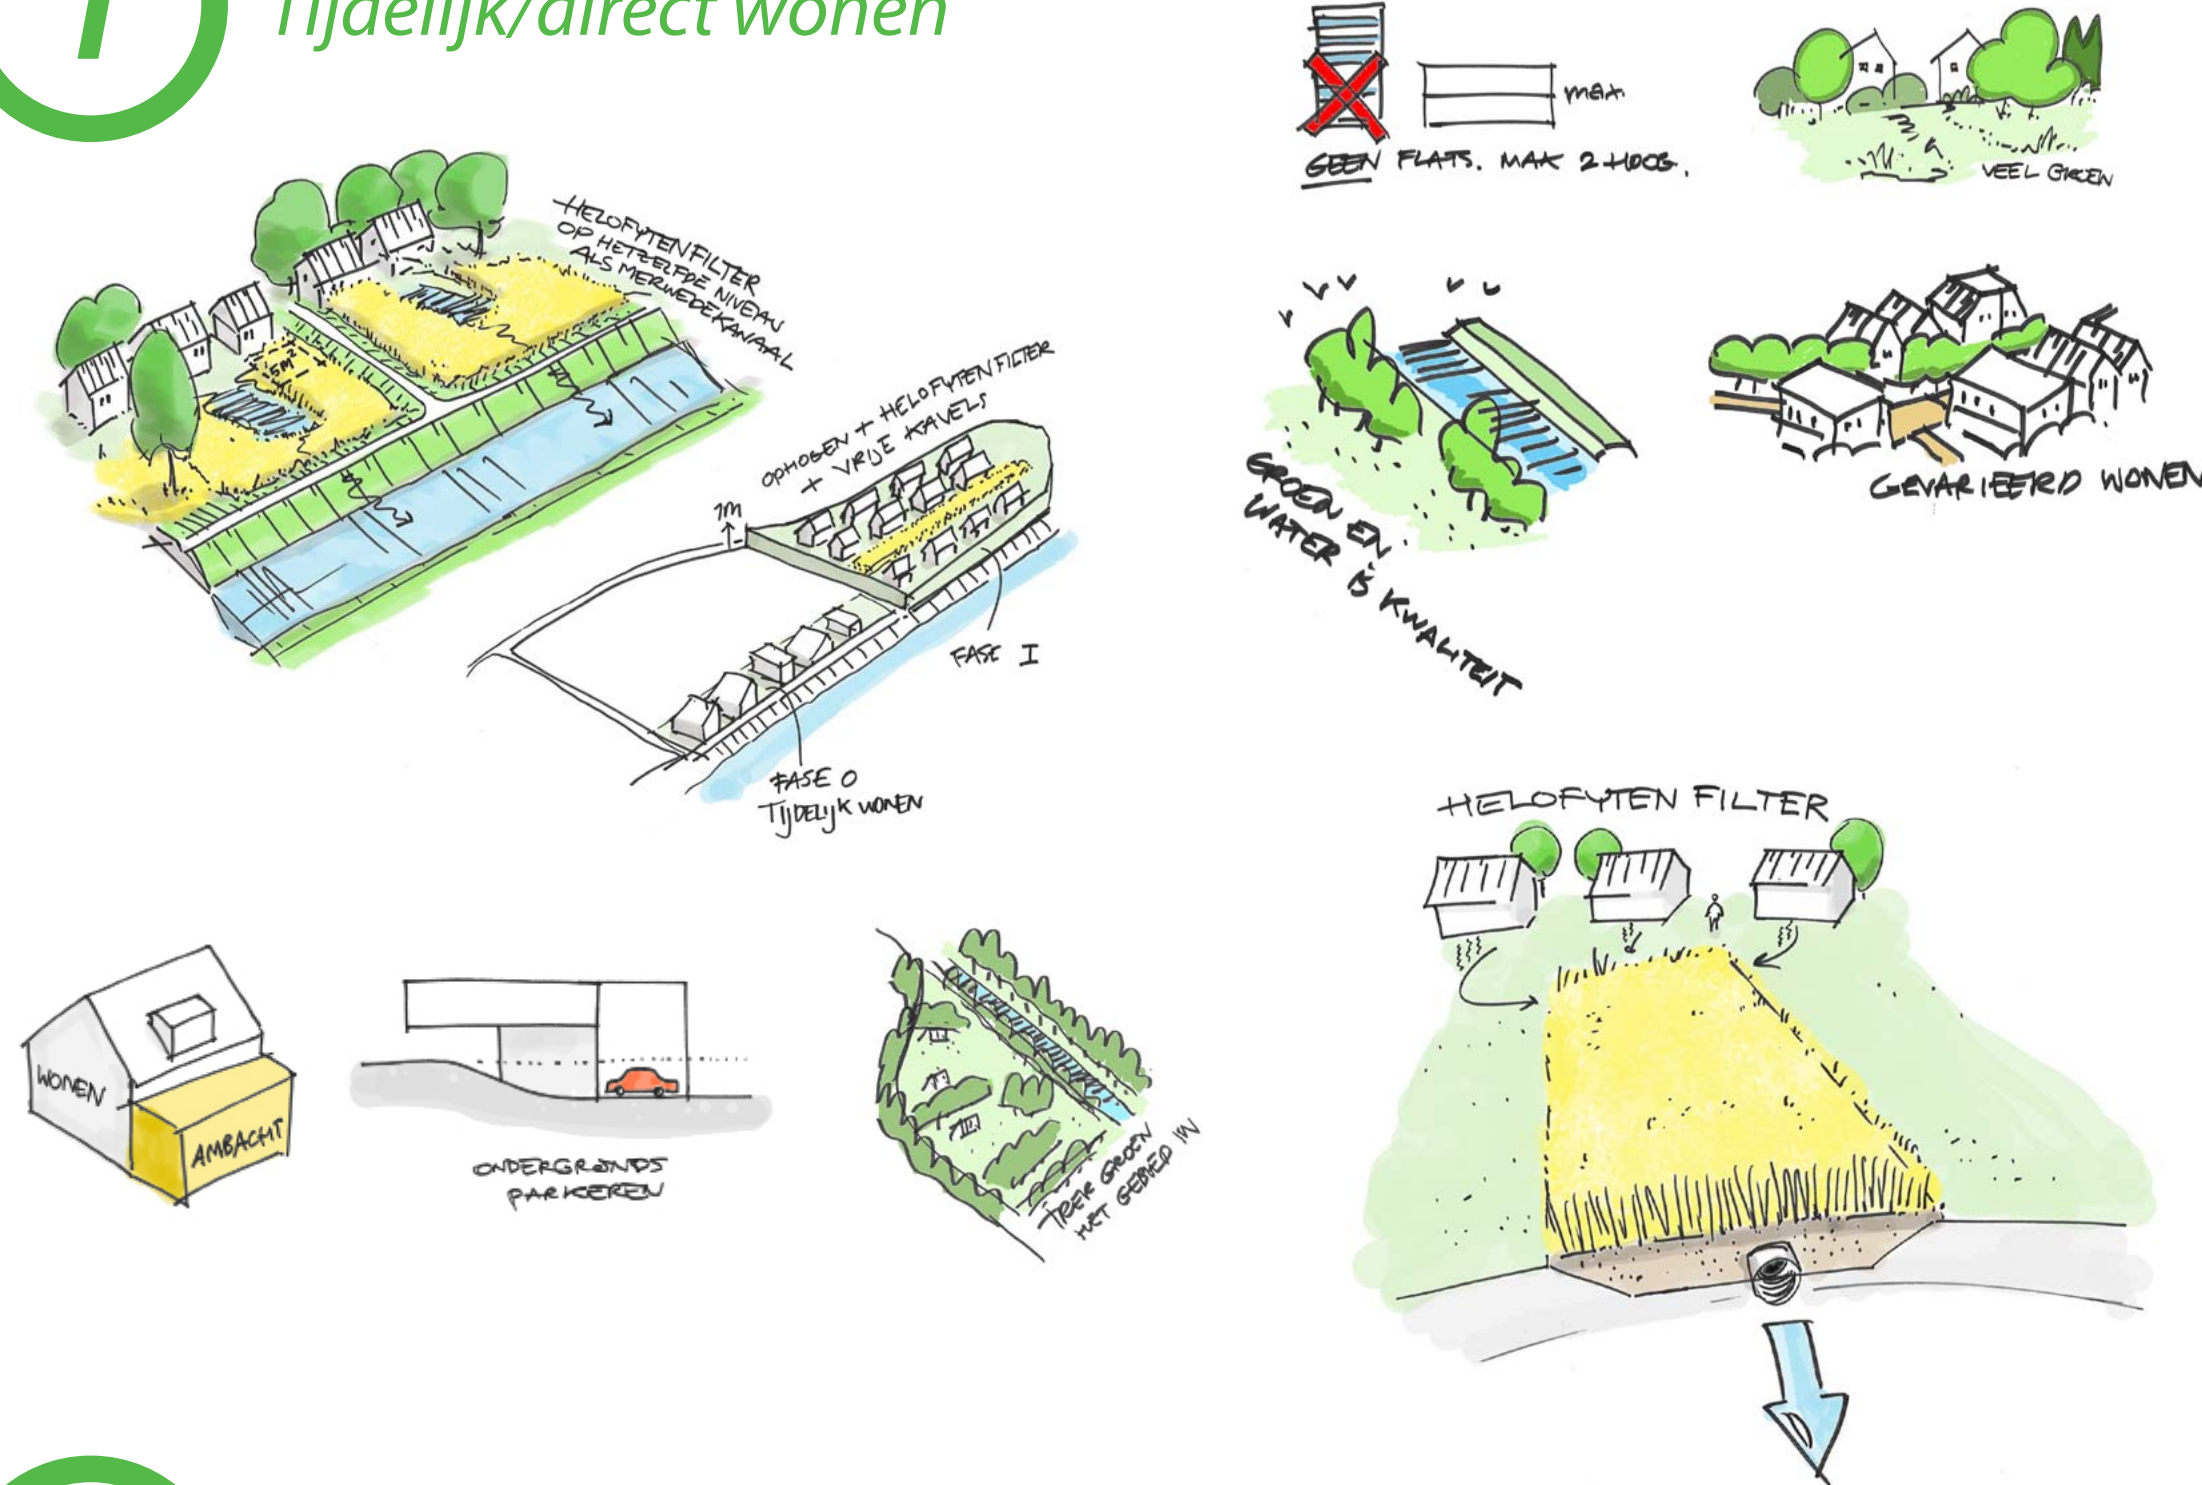 1
Tijdelijk/direct wonen
max.
GEEN FLATS. MAX 2 HOOG.
VEEL GROEN
HELOFYTENFILTER
OP HETZELFDE NIVEAU
ALS MERWEDEKANAAL
5m²
OPHOGEN + HELOFYTENFILTER
+ VRIJE KAVELS
1m
FASE I
FASE 0
TIJDELIJK WONEN
GROEN EN
WATER IS KWALITEIT
GEVARIEERD WONEN
HELOFYTEN FILTER
WONEN
AMBACHT
ONDERGRONDS
PARKEREN
TREK GROEN
HET GEBIED IN